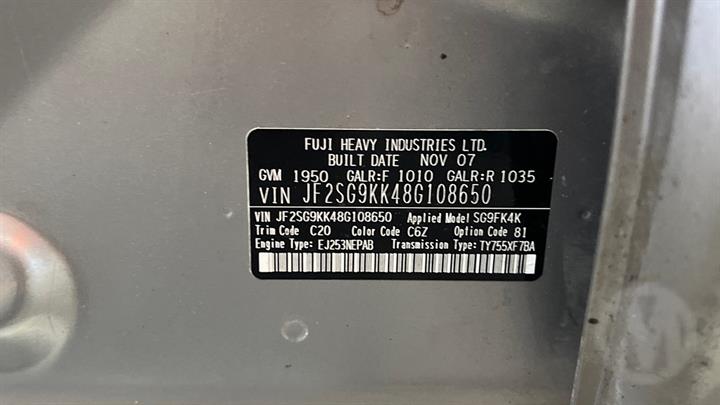 FUJI HEAVY INDUSTRIES LTD.
BUILT DATE NOV 07
GVM 1950 GALR:F 1010 GALR:R 1035
VIN JF2SG9KK48G108650
VIN JF2SG9KK48G108650 Applied Model SG9FK4K
Trim Code C20 Color Code C6Z Option Code 81
Engine Type: EJ253NEPAB Transmission Type: TY755XF7BA